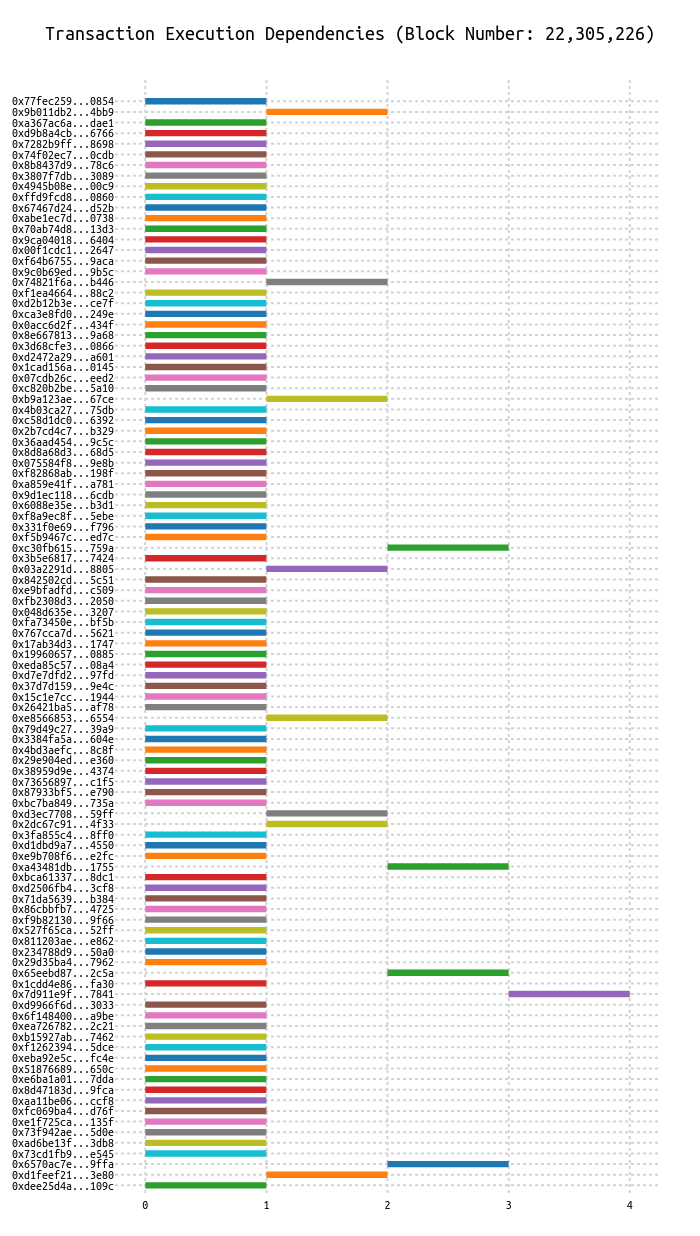 Transaction Execution Dependencies (Block Number: 22,305,226)
0x77fec259...0854
0x9b011db2...4bb9
0xa367ac6a...dae1
0xd9b8a4cb...6766
0x7282b9ff...8698
0x74f02ec7...0cdb
0x8b8437d9...78c6
0x3807f7db...3089
0x4945b08e...00c9
0xffd9fcd8...0860
0x67467d24...d52b
0xabe1ec7d...0738
0x70ab74d8...13d3
0x9ca04018...6404
0x00f1cdc1...2647
0xf64b6755...9aca
0x9c0b69ed...9b5c
0x74821f6a...b446
0xf1ea4664...88c2
0xd2b12b3e...ce7f
0xca3e8fd0...249e
0x0acc6d2f...434f
0x8e667813...9a68
0x3d68cfe3...0866
0xd2472a29...a601
0x1cad156a...0145
0x07cdb26c...eed2
0xc820b2be...5a10
0xb9a123ae...67ce
0x4b03ca27...75db
0xc58d1dc0...6392
0x2b7cd4c7...b329
0x36aad454...9c5c
0x8d8a68d3...68d5
0x075584f8...9e8b
0xf82868ab...198f
0xa859e41f...a781
0x9d1ec118...6cdb
0x6088e35e...b3d1
0xf8a9ec8f...5ebe
0x331f0e69...f796
0xf5b9467c...ed7c
0xc30fb615...759a
0x3b5e6817...7424
0x03a2291d...8805
0x842502cd...5c51
0xe9bfadfd...c509
0xfb2308d3...2050
0x048d635e...3207
0xfa73450e...bf5b
0x767cca7d...5621
0x17ab34d3...1747
0x19960657...0885
0xeda85c57...08a4
0xd7e7dfd2...97fd
0x37d7d159...9e4c
0x15c1e7cc...1944
0x26421ba5...af78
0xe8566853...6554
0x79d49c27...39a9
0x3384fa5a...604e
0x4bd3aefc...8c8f
0x29e904ed...e360
0x38959d9e...4374
0x73656897...c1f5
0x87933bf5...e790
0xbc7ba849...735a
0xd3ec7708...59ff
0x2dc67c91...4f33
0x3fa855c4...8ff0
0xd1dbd9a7...4550
0xe9b708f6...e2fc
0xa43481db...1755
0xbca61337...8dc1
0xd2506fb4...3cf8
0x71da5639...b384
0x86cbbfb7...4725
0xf9b82130...9f66
0x527f65ca...52ff
0x811203ae...e862
0x234788d9...50a0
0x29d35ba4...7962
0x65eebd87...2c5a
0x1cdd4e86...fa30
0x7d911e9f...7841
0xd9966f6d...3033
0x6f148400...a9be
0xea726782...2c21
0xb15927ab...7462
0xf1262394...5dce
0xeba92e5c...fc4e
0x51876689...650c
0xe6ba1a01...7dda
0x8d47183d...9fca
0xaa11be06...ccf8
0xfc069ba4...d76f
0xe1f725ca...135f
0x73f942ae...5d0e
0xad6be13f...3db8
0x73cd1fb9...e545
0x6570ac7e...9ffa
0xd1feef21...3e80
0xdee25d4a...109c
0 1 2 3 4